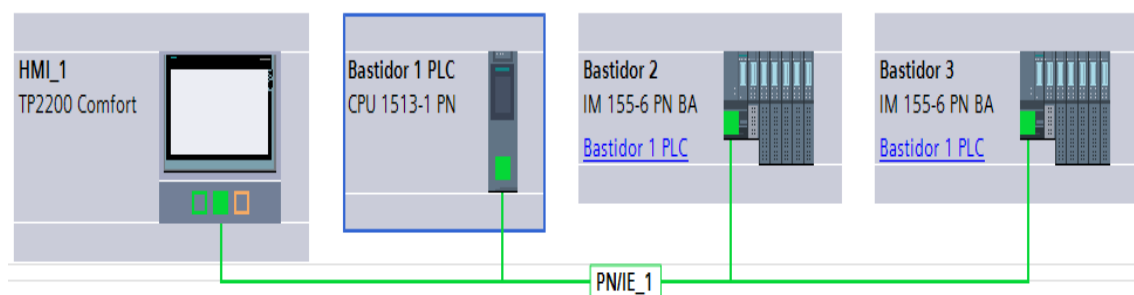 HMI_1
TP2200 Comfort
Bastidor 1 PLC
CPU 1513-1 PN
Bastidor 2
IM 155-6 PN BA
Bastidor 1 PLC
Bastidor 3
IM 155-6 PN BA
Bastidor 1 PLC
PN/IE_1